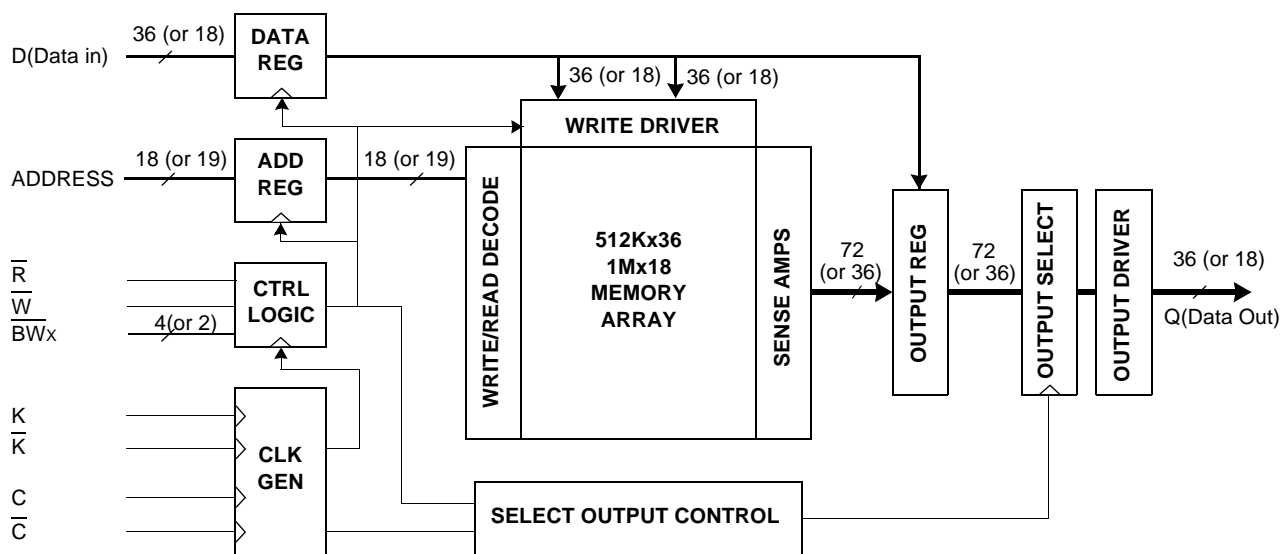 36 (or 18)
D(Data in)
DATA
REG
36 (or 18)
36 (or 18)
WRITE DRIVER
18 (or 19)
ADDRESS
ADD
REG
18 (or 19)
WRITE/READ DECODE
512Kx36
1Mx18
MEMORY
ARRAY
SENSE AMPS
72
(or 36)
OUTPUT REG
72
(or 36)
OUTPUT SELECT
OUTPUT DRIVER
36 (or 18)
Q(Data Out)
R̅
W̅
B̅W̅x
4(or 2)
CTRL
LOGIC
K
K̅
C
C̅
CLK
GEN
SELECT OUTPUT CONTROL